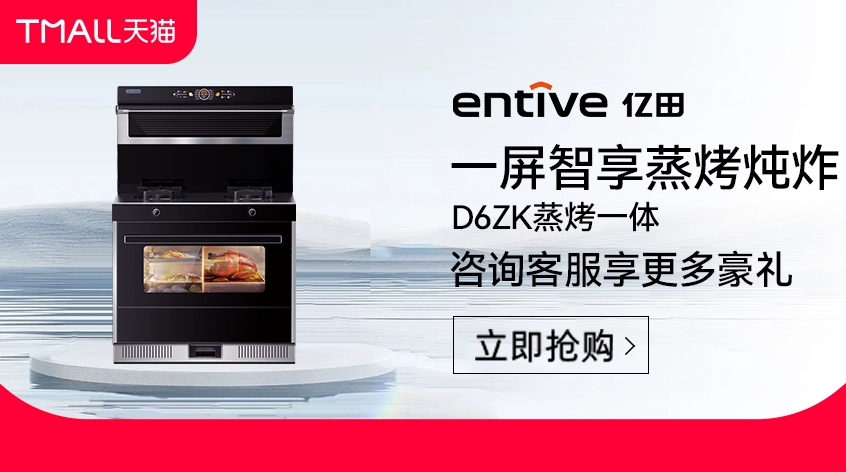 TMALL天猫
entive 亿田
一屏智享蒸烤炖炸
D6ZK蒸烤一体
咨询客服享更多豪礼
立即抢购 >